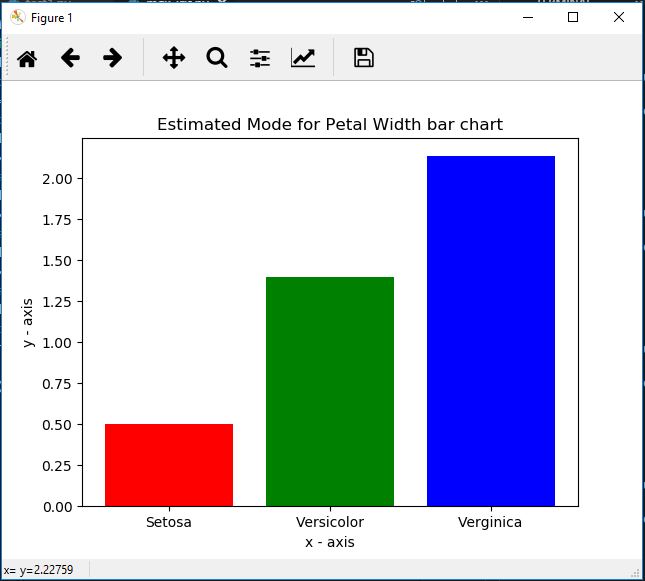 Figure 1
Estimated Mode for Petal Width bar chart
2.00
1.75
1.50
1.25
1.00
0.75
0.50
0.25
0.00
y - axis
Setosa Versicolor Verginica
x - axis
x= y=2.22759